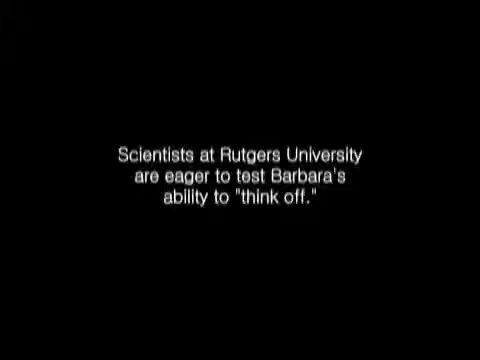 Scientists at Rutgers University
are eager to test Barbara's
ability to "think off."